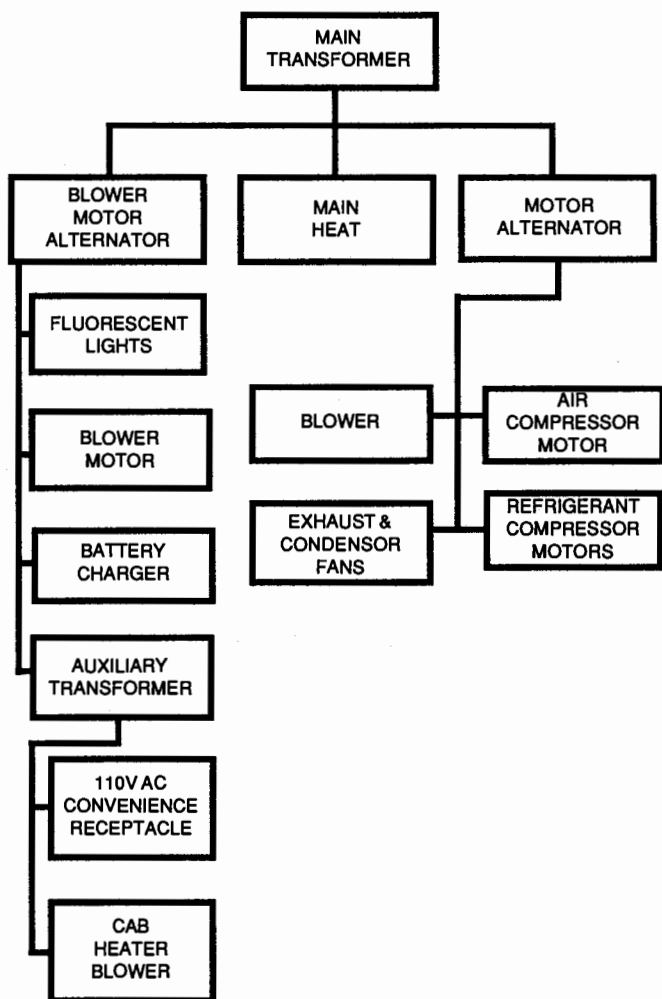 MAIN
TRANSFORMER
BLOWER
MOTOR
ALTERNATOR
MAIN
HEAT
MOTOR
ALTERNATOR
FLUORESCENT
LIGHTS
BLOWER
MOTOR
BATTERY
CHARGER
AUXILIARY
TRANSFORMER
110V AC
CONVENIENCE
RECEPTACLE
CAB
HEATER
BLOWER
BLOWER
AIR
COMPRESSOR
MOTOR
EXHAUST &
CONDENSOR
FANS
REFRIGERANT
COMPRESSOR
MOTORS